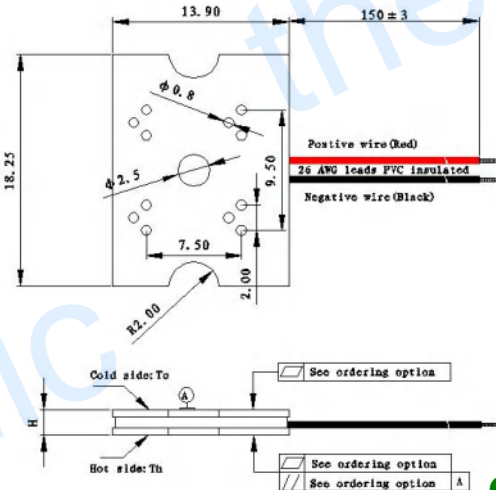 13.90
150±3
18.25
ϕ0.8
ϕ2.5
9.50
7.50
2.00
R2.00
Postive wire(Red)
26 AWG leads PVC insulated
Negative wire(Black)
Cold side:Tc
A
See ordering option
H
Hot side:Th
See ordering option
See ordering option
A